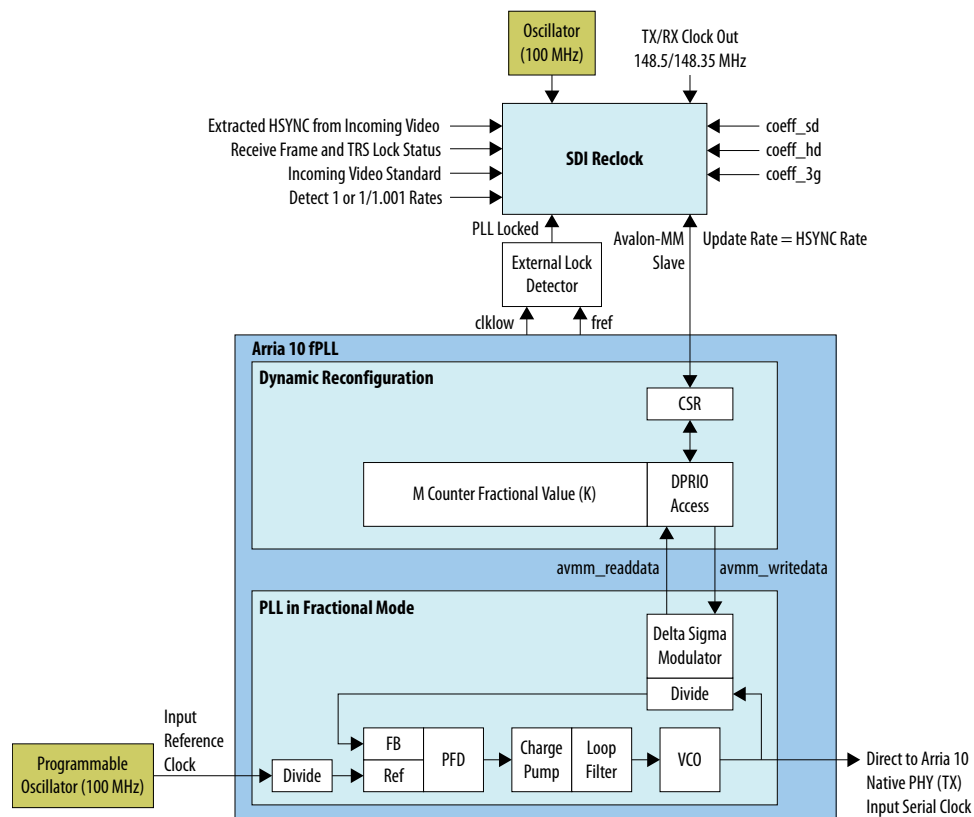 Oscillator
(100 MHz)
TX/RX Clock Out
148.5/148.35 MHz
Extracted HSYNC from Incoming Video
Receive Frame and TRS Lock Status
Incoming Video Standard
Detect 1 or 1/1.001 Rates
SDI Reclock
coeff_sd
coeff_hd
coeff_3g
PLL Locked
Avalon-MM
Slave
Update Rate = HSYNC Rate
External Lock
Detector
clklow
fref
Arria 10 fPLL
Dynamic Reconfiguration
CSR
M Counter Fractional Value (K)
DPRIO
Access
avmm_readdata
avmm_writedata
PLL in Fractional Mode
Delta Sigma
Modulator
Divide
Input
Reference
Clock
Programmable
Oscillator (100 MHz)
Divide
FB
Ref
PFD
Charge
Pump
Loop
Filter
VCO
Direct to Arria 10
Native PHY (TX)
Input Serial Clock